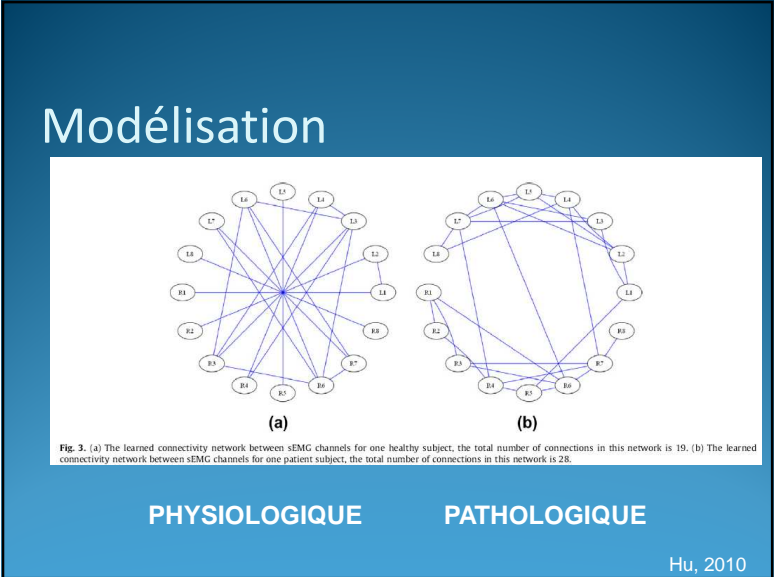 Modélisation
L5
L6 L4
L7 L3
L8 L2
R1 L1
R2 R8
R3 R7
R4 R6
R5
(a)
L5
L6 L4
L7 L3
L8 L2
R1 L1
R2 R8
R3 R7
R4 R6
R5
(b)
Fig. 3. (a) The learned connectivity network between sEMG channels for one healthy subject, the total number of connections in this network is 19. (b) The learned
connectivity network between sEMG channels for one patient subject, the total number of connections in this network is 28.
PHYSIOLOGIQUE PATHOLOGIQUE
Hu, 2010